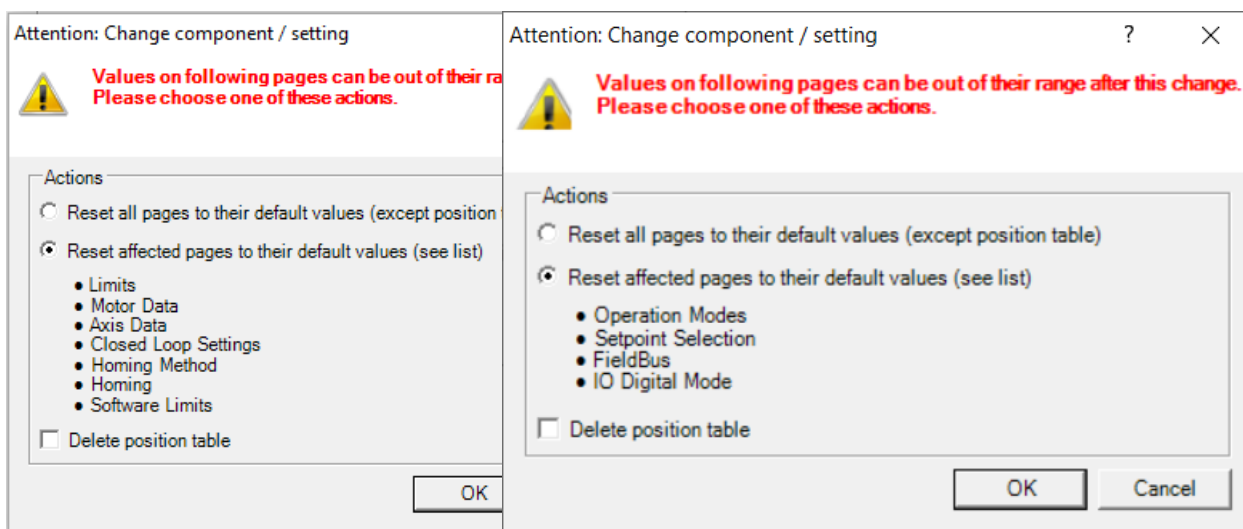 Attention: Change component / setting
Values on following pages can be out of their ra
Please choose one of these actions.
Actions
Reset all pages to their default values (except position
Reset affected pages to their default values (see list)
• Limits
• Motor Data
• Axis Data
• Closed Loop Settings
• Homing Method
• Homing
• Software Limits
Delete position table
OK
Attention: Change component / setting
?
Values on following pages can be out of their range after this change.
Please choose one of these actions.
Actions
Reset all pages to their default values (except position table)
Reset affected pages to their default values (see list)
• Operation Modes
• Setpoint Selection
• FieldBus
• IO Digital Mode
Delete position table
OK Cancel